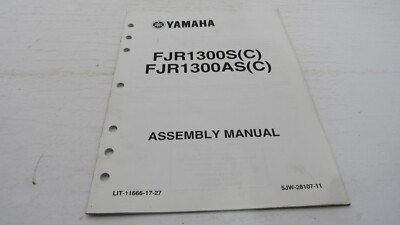 YAMAHA
FJR1300S(C)
FJR1300AS(C)
ASSEMBLY MANUAL
LIT-11666-17-27
5JW-28107-11